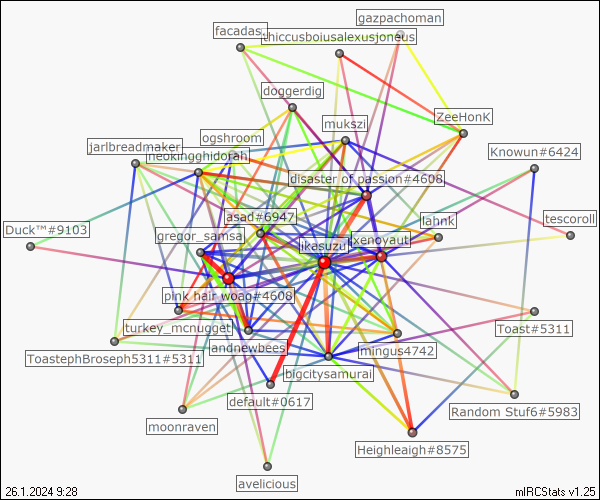 gazpachoman
facadas.
thiccusboiusalexusjoneus
doggerdig
ZeeHonK
mukszi
ogshroom
jarlbreadmaker
neokingghidorah
Knowun#6424
disaster of passion#4608
asad#6947
lahnk
tescoroll
Duck™#9103
gregor_samsa
ikasuzu
xenoyaut
pink hair woag#4608
turkey_mcnugget
Toast#5311
andnewbees
mingus4742
ToastephBroseph5311#5311
bigcitysamurai
default#0617
Random Stuf6#5983
moonraven
Heighleaigh#8575
avelicious
26.1.2024 9:28
mIRCStats v1.25